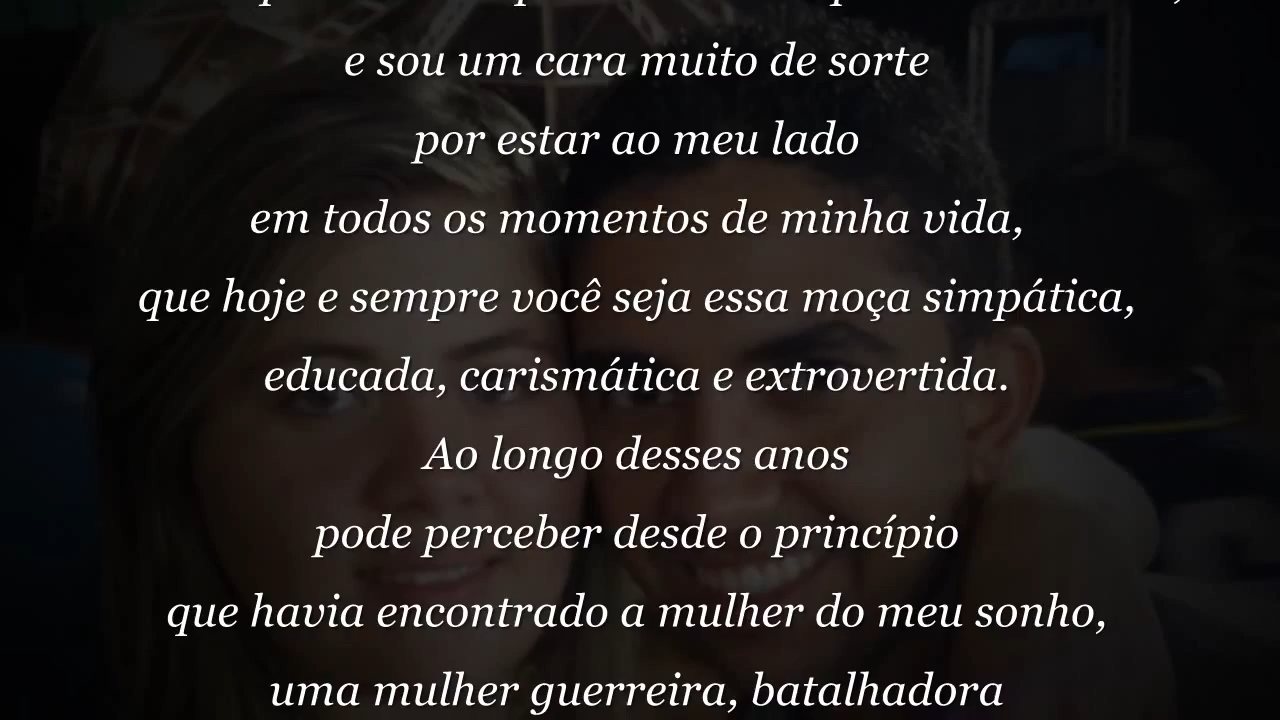 e sou um cara muito de sorte
por estar ao meu lado
em todos os momentos de minha vida,
que hoje e sempre você seja essa moça simpática,
educada, carismática e extrovertida.
Ao longo desses anos
pode perceber desde o princípio
que havia encontrado a mulher do meu sonho,
uma mulher guerreira, batalhadora